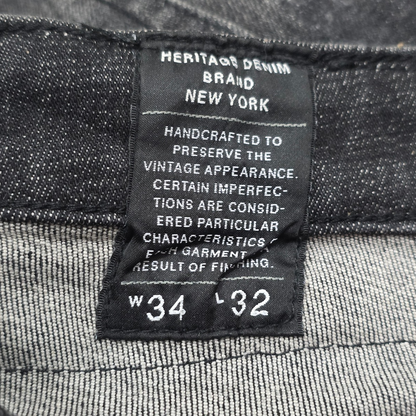 HERITAGE DENIM
BRAND
NEW YORK
HANDCRAFTED TO
PRESERVE THE
VINTAGE APPEARANCE.
CERTAIN IMPERFEC-
TIONS ARE CONSID-
ERED PARTICULAR
CHARACTERISTICS
EACH GARMENT
RESULT OF FINISHING.
W34 L32